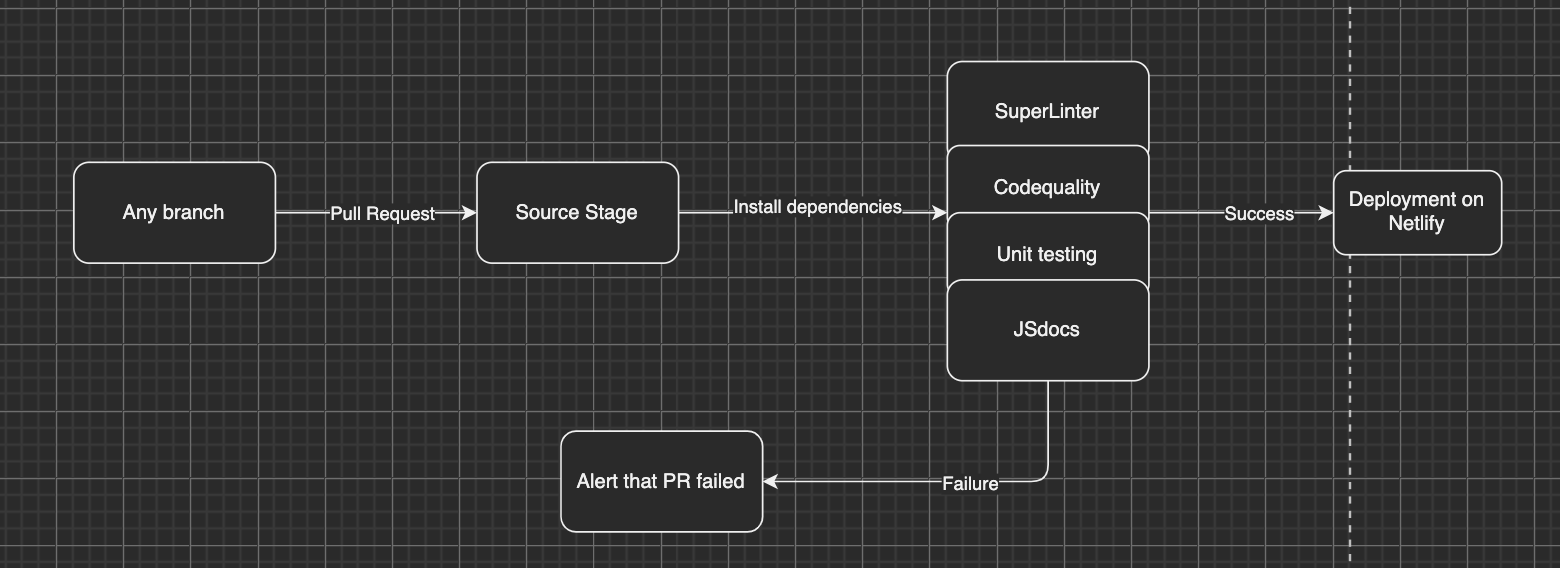 SuperLinter
Codequality
Any branch
Pull Request
Source Stage
Install dependencies
Unit testing
JSdocs
Success
Deployment on
Netlify
Alert that PR failed
Failure